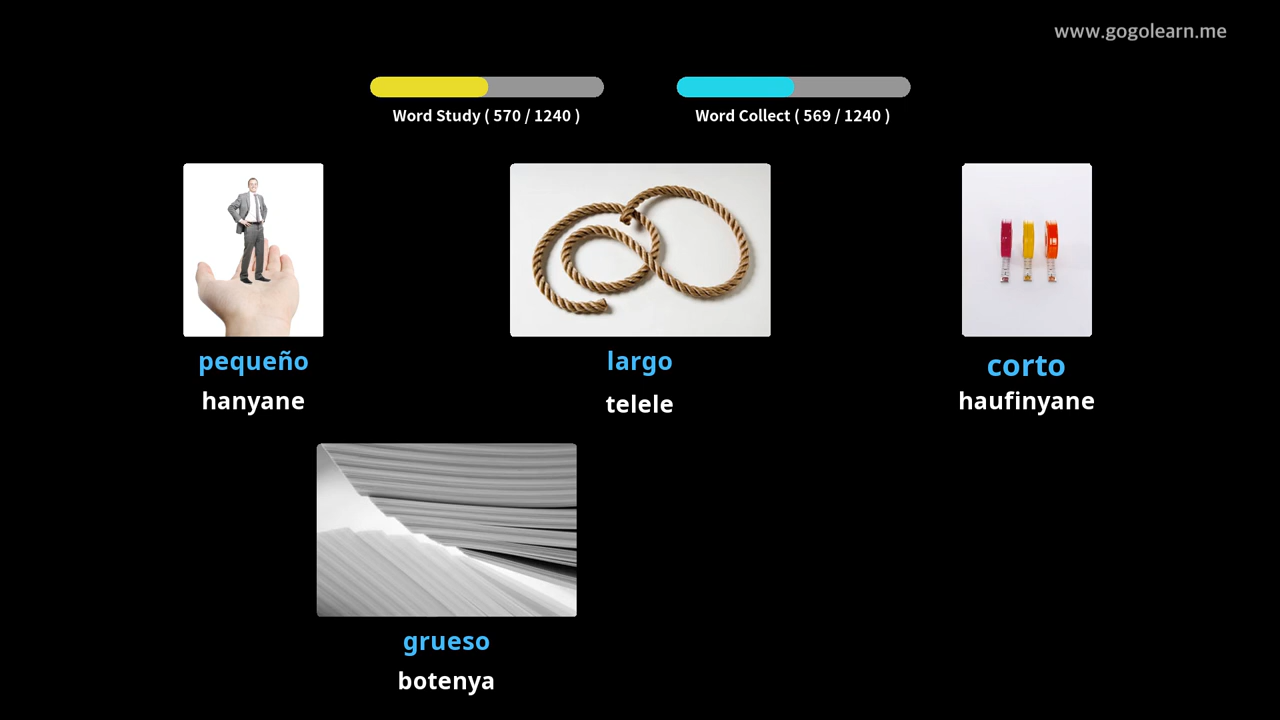 www.gogolearn.me
Word Study ( 570 / 1240 )
Word Collect ( 569 / 1240 )
pequeño
hanyane
largo
telele
corto
haufinyane
grueso
botenya